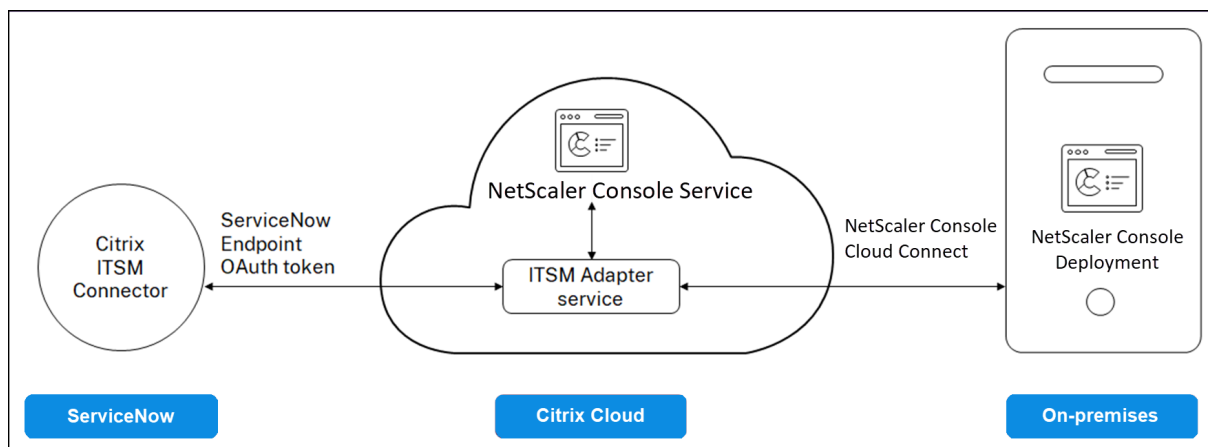 NetScaler Console Service
ServiceNow
Endpoint
OAuth token
Citrix
ITSM
Connector
ITSM Adapter
service
NetScaler Console
Cloud Connect
NetScaler Console
Deployment
ServiceNow
Citrix Cloud
On-premises